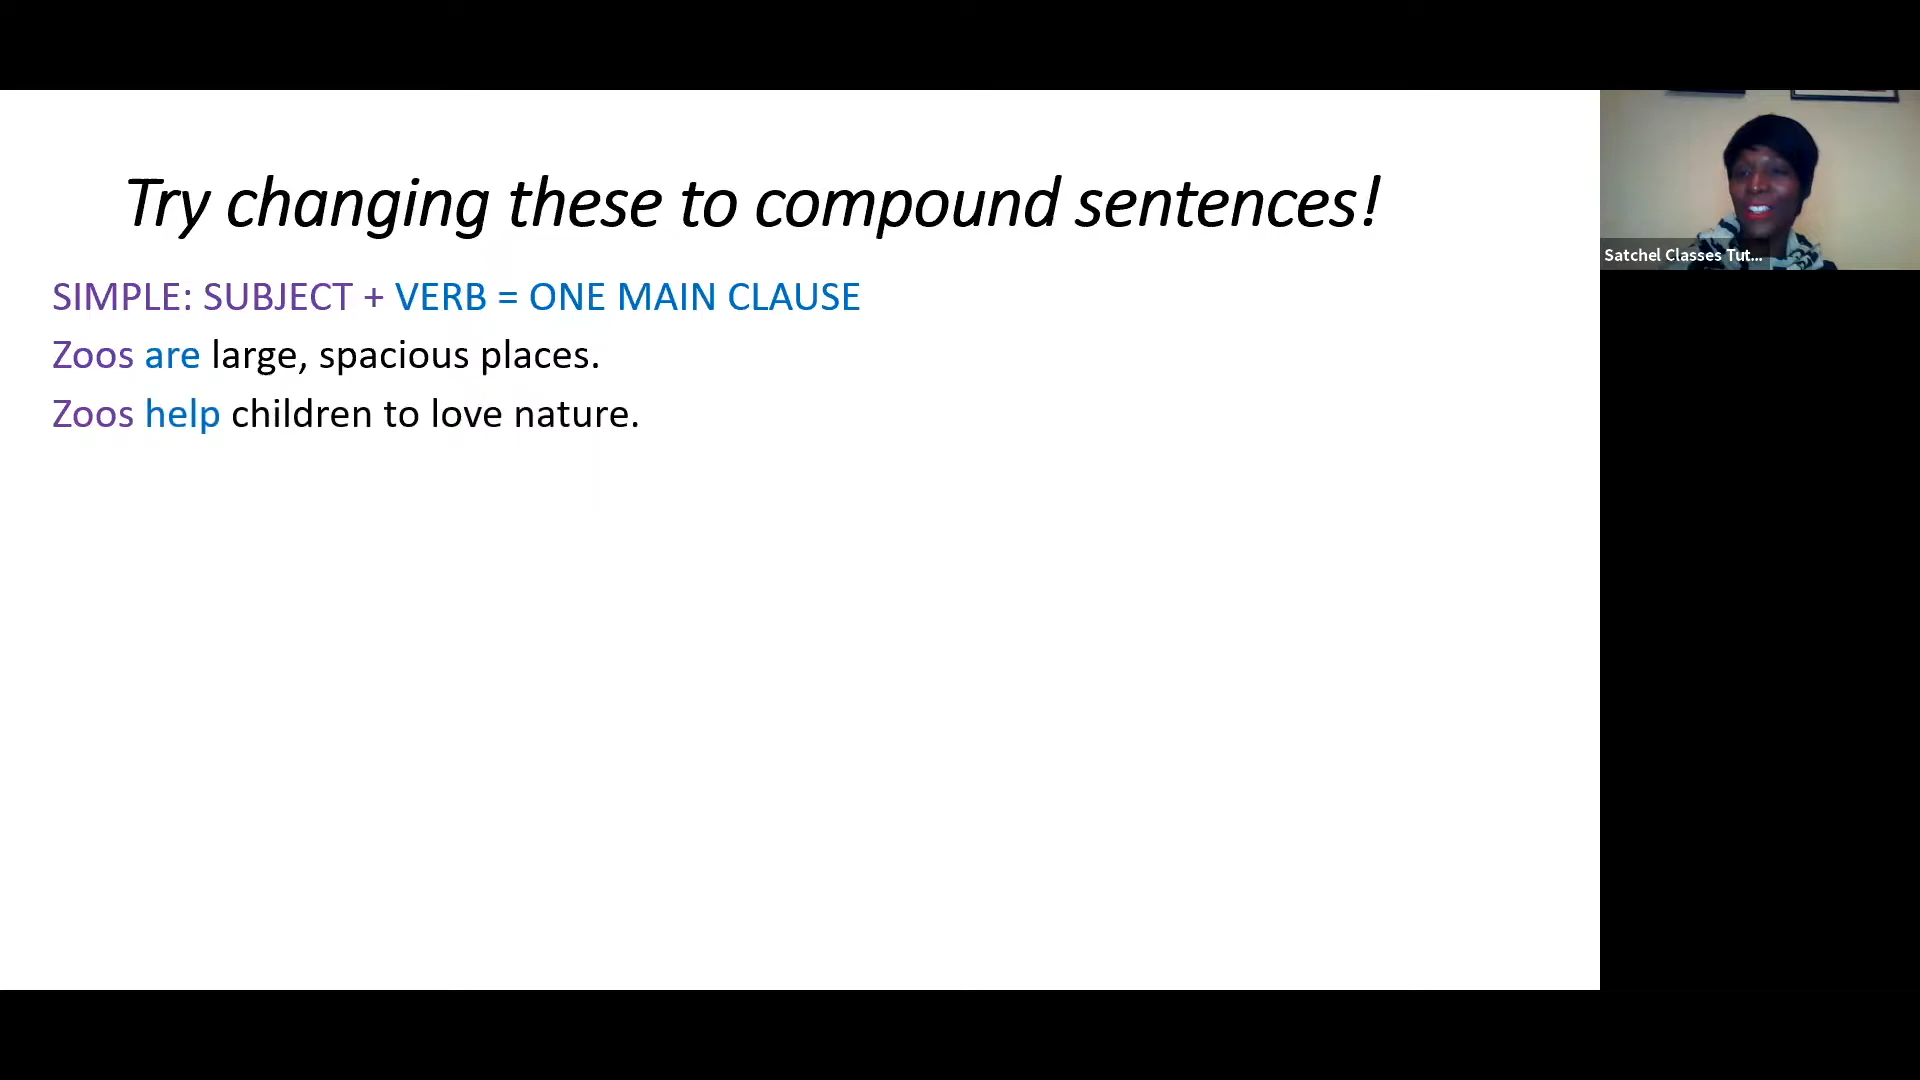 Try changing these to compound sentences!
SIMPLE: SUBJECT + VERB = ONE MAIN CLAUSE
Zoos are large, spacious places.
Zoos help children to love nature.
Satchel Classes Tut...